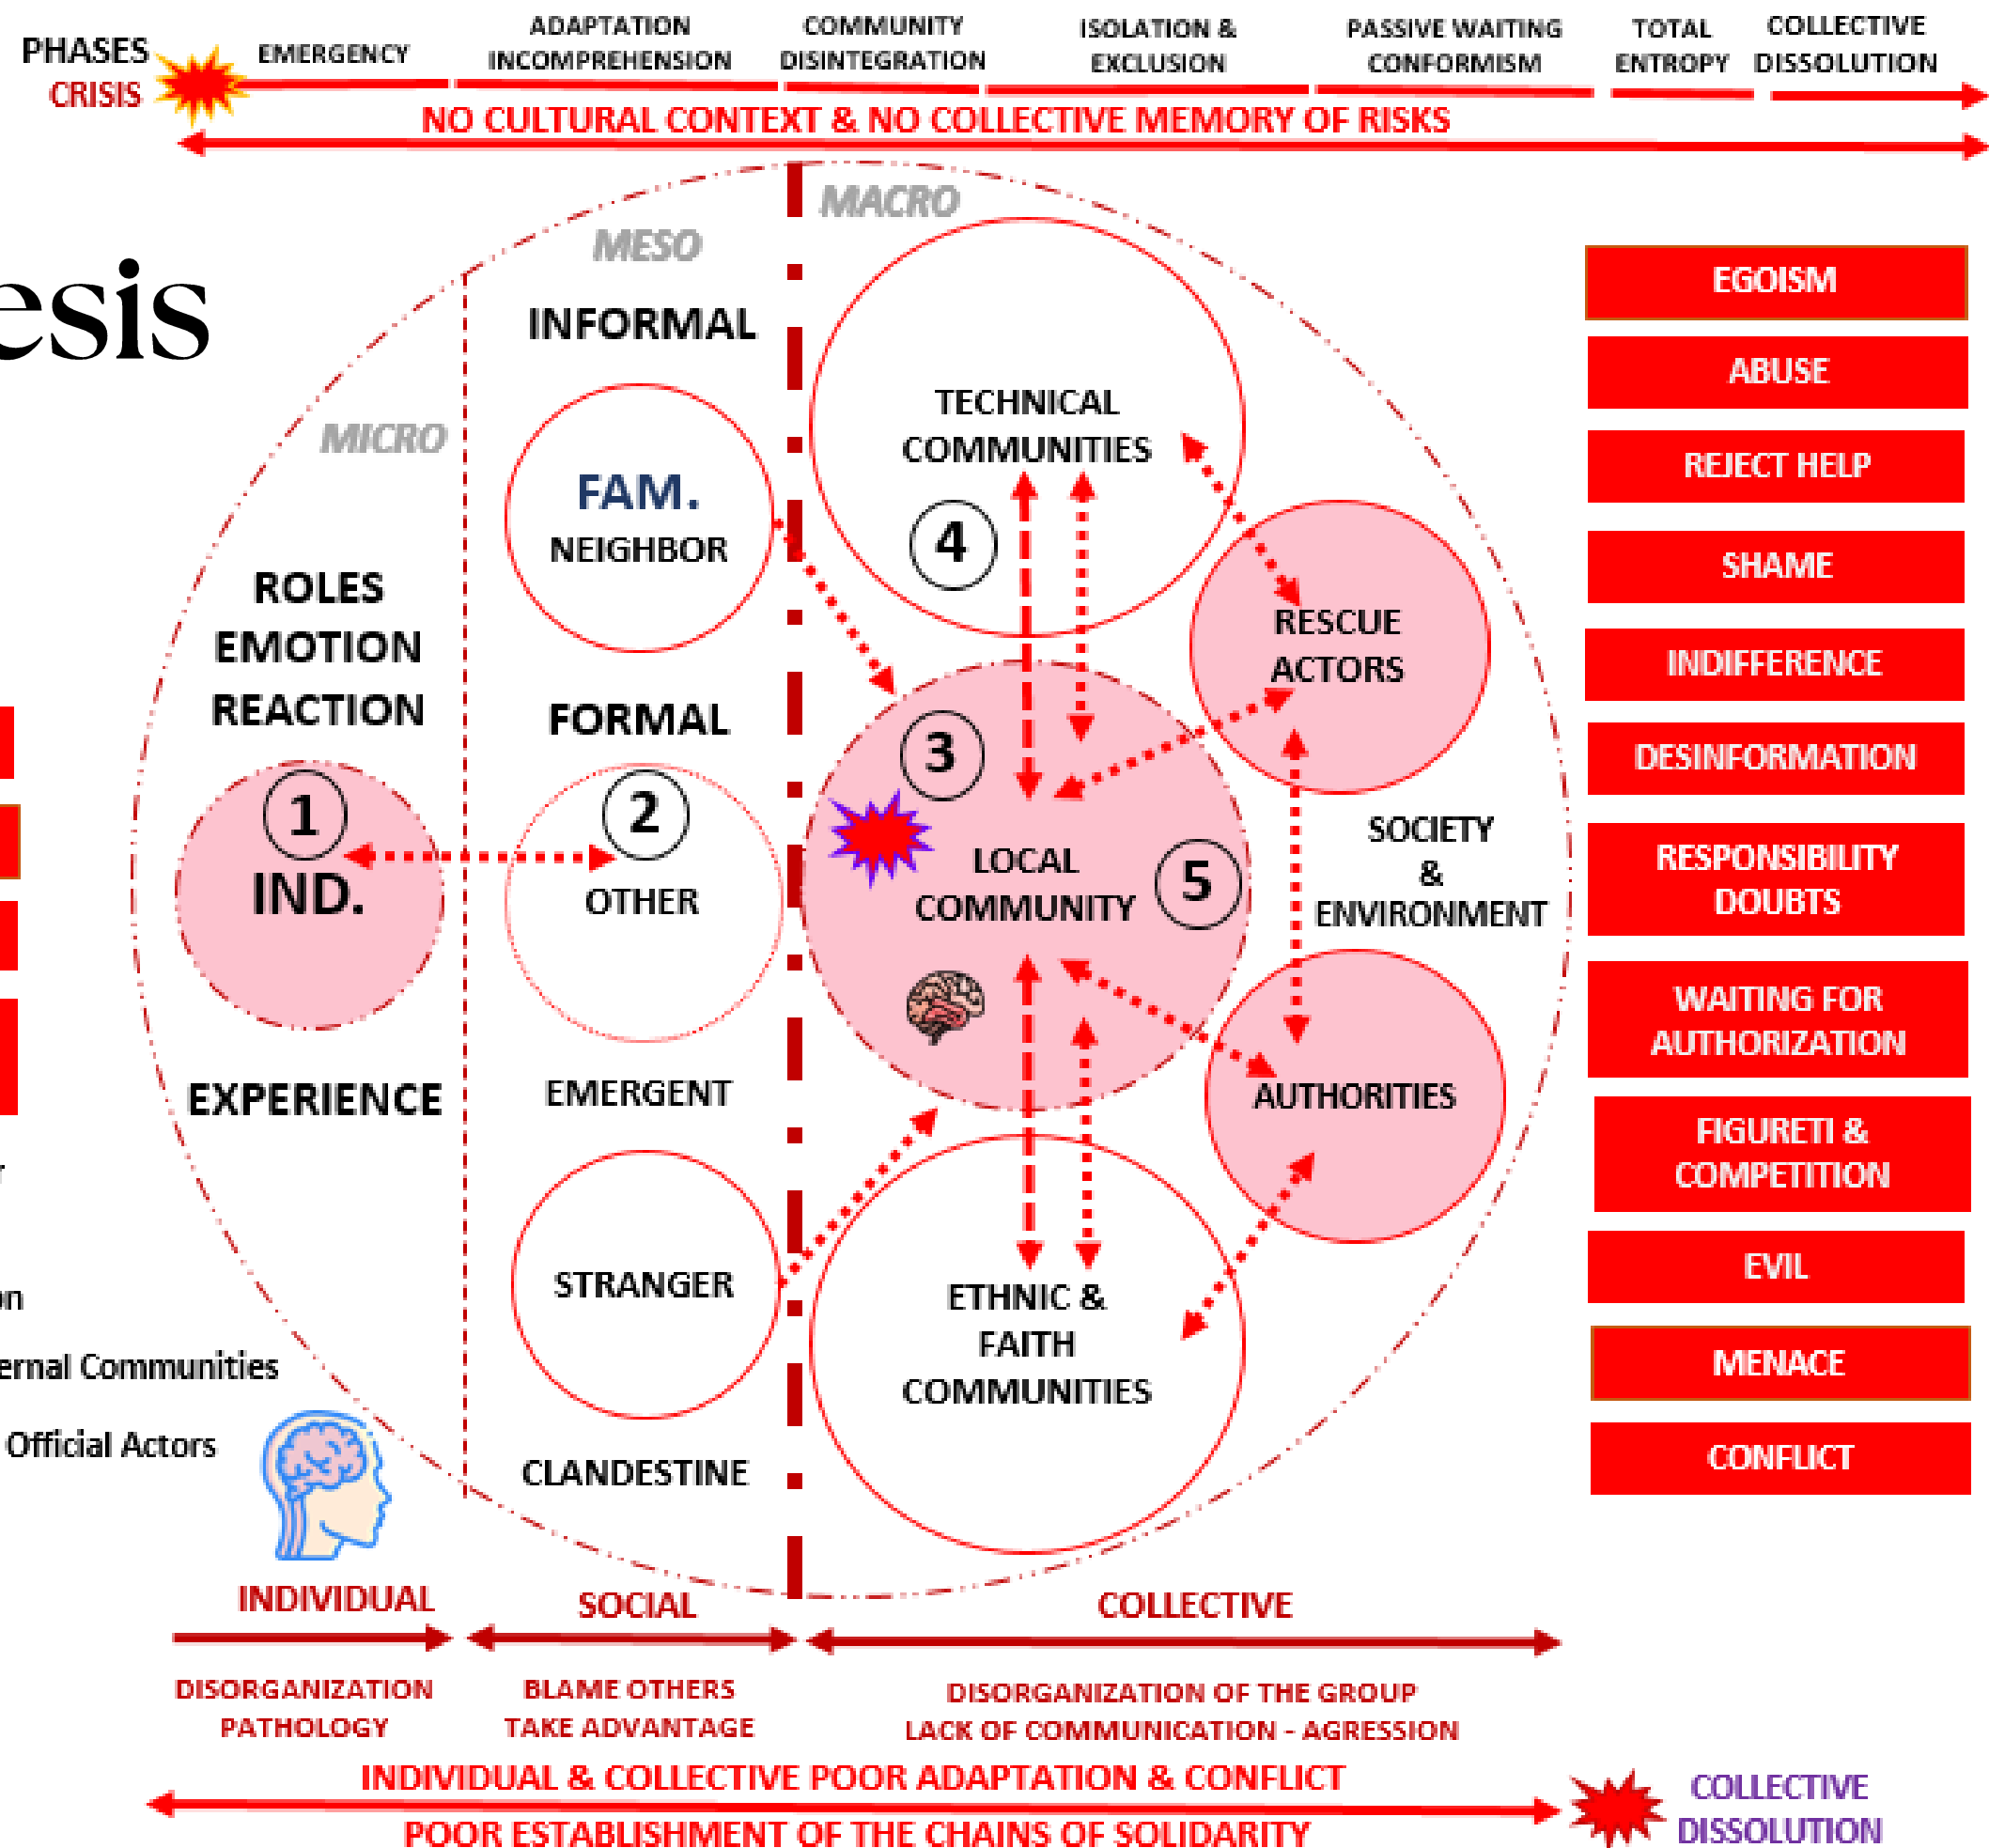 PHASES
CRISIS
EMERGENCY
ADAPTATION
INCOMPREHENSION
COMMUNITY
DISINTEGRATION
ISOLATION &
EXCLUSION
PASSIVE WAITING
CONFORMISM
TOTAL
ENTROPY
COLLECTIVE
DISSOLUTION
NO CULTURAL CONTEXT & NO COLLECTIVE MEMORY OF RISKS
esis
MICRO
ROLES
EMOTION
REACTION
1
IND.
EXPERIENCE
MESO
INFORMAL
FAM.
NEIGHBOR
FORMAL
2
OTHER
EMERGENT
STRANGER
CLANDESTINE
MACRO
TECHNICAL
COMMUNITIES
4
RESCUE
ACTORS
3
LOCAL
COMMUNITY
5
SOCIETY
&
ENVIRONMENT
AUTHORITIES
ETHNIC &
FAITH
COMMUNITIES
EGOISM
ABUSE
REJECT HELP
SHAME
INDIFFERENCE
DESINFORMATION
RESPONSIBILITY
DOUBTS
WAITING FOR
AUTHORIZATION
FIGURETI &
COMPETITION
EVIL
MENACE
CONFLICT
r
on
ernal Communities
Official Actors
INDIVIDUAL
SOCIAL
COLLECTIVE
DISORGANIZATION
PATHOLOGY
BLAME OTHERS
TAKE ADVANTAGE
DISORGANIZATION OF THE GROUP
LACK OF COMMUNICATION - AGRESSION
INDIVIDUAL & COLLECTIVE POOR ADAPTATION & CONFLICT
POOR ESTABLISHMENT OF THE CHAINS OF SOLIDARITY
COLLECTIVE
DISSOLUTION